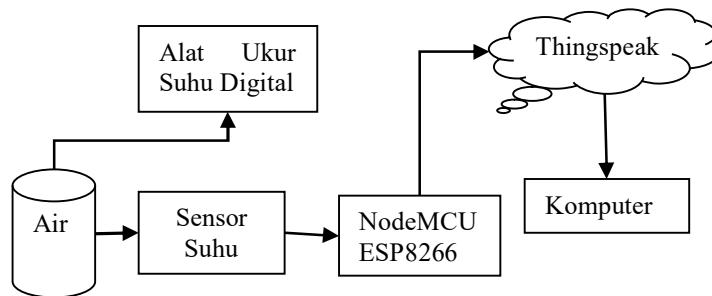 Thingspeak
Alat Ukur
Suhu Digital
Air
Sensor
Suhu
NodeMCU
ESP8266
Komputer